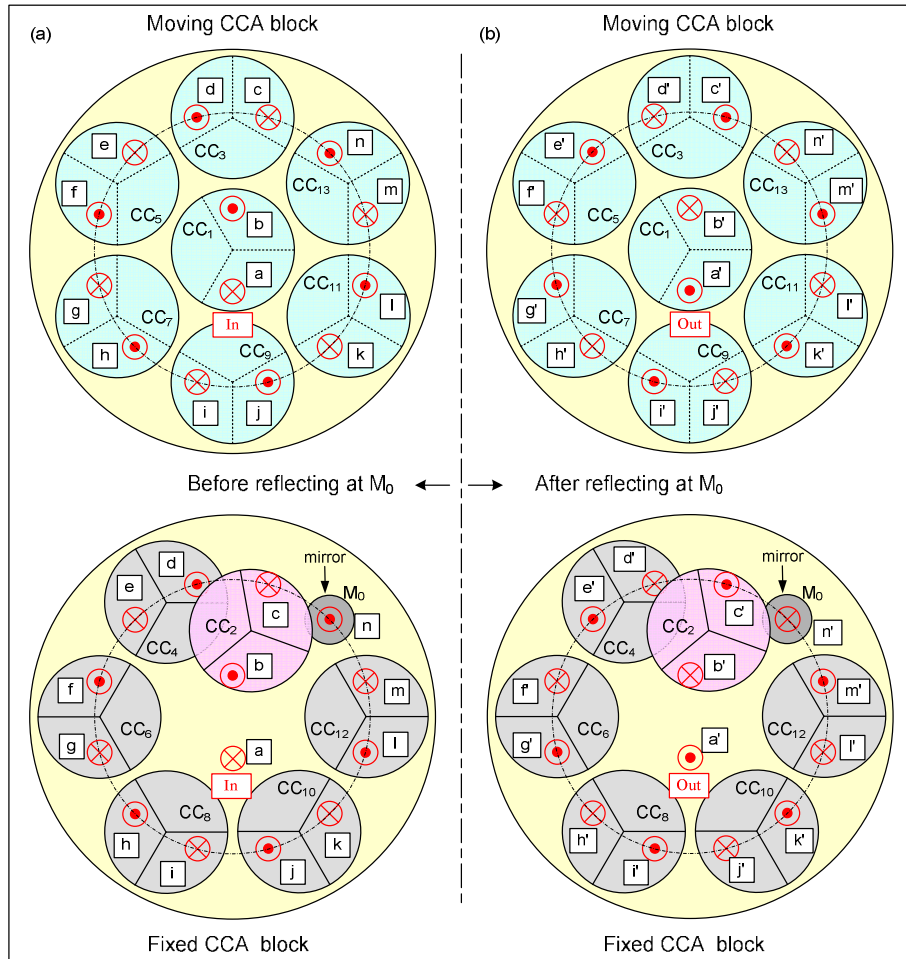 (a) Moving CCA block
d c
e CC3 n
f CC5 CC13 m
CC1 b
a
g CC7 CC11 l
h In k
CC9
i j
(b) Moving CCA block
d' c'
e' CC3 n'
f' CC5 CC13 m'
CC1 b'
a'
g' CC7 CC11 l'
h' Out k'
CC9
i' j'
Before reflecting at M0
After reflecting at M0
mirror
d M0
e c
CC2 n
CC4 b
f m
CC6 CC12
g a l
In CC10
CC8
h k
i j
Fixed CCA block
mirror
d' M0
e' c'
CC2 n'
CC4 b'
f' m'
CC6 a' CC12
g' l'
Out CC10
CC8
h' k'
i' j'
Fixed CCA block